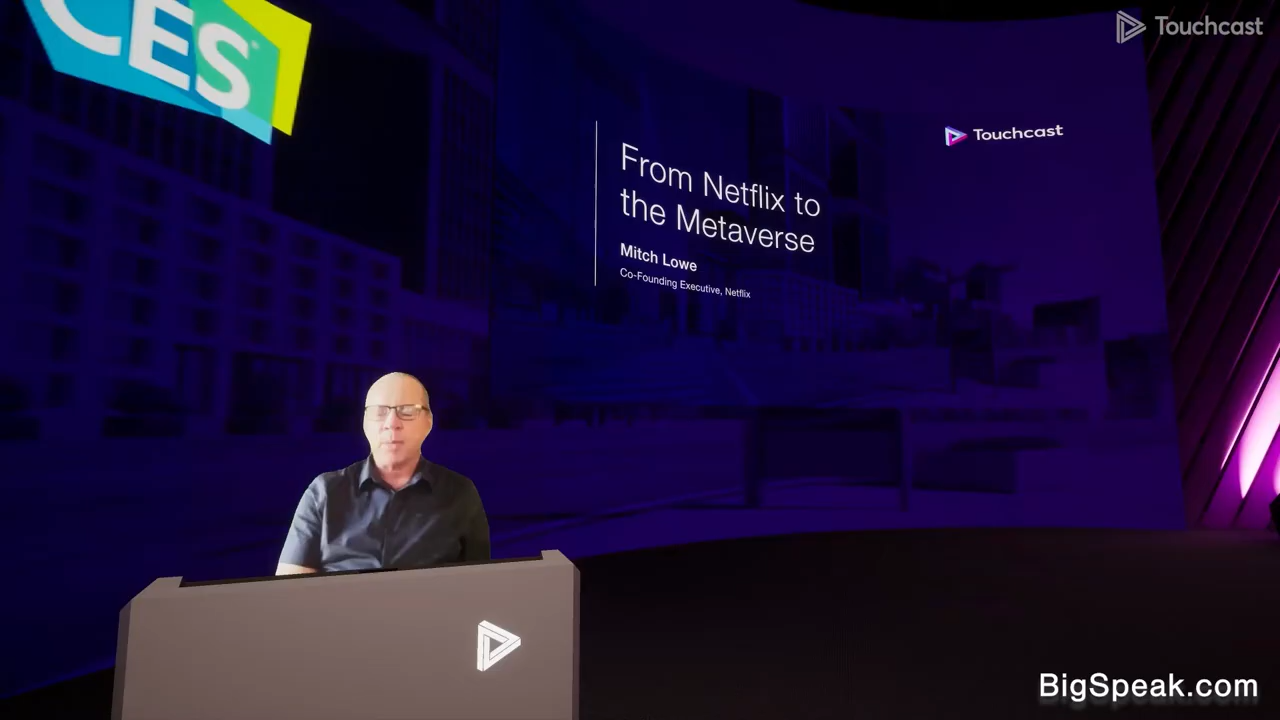 CES
Touchcast
Touchcast
From Netflix to
the Metaverse
Mitch Lowe
Co-Founding Executive, Netflix
BigSpeak.com